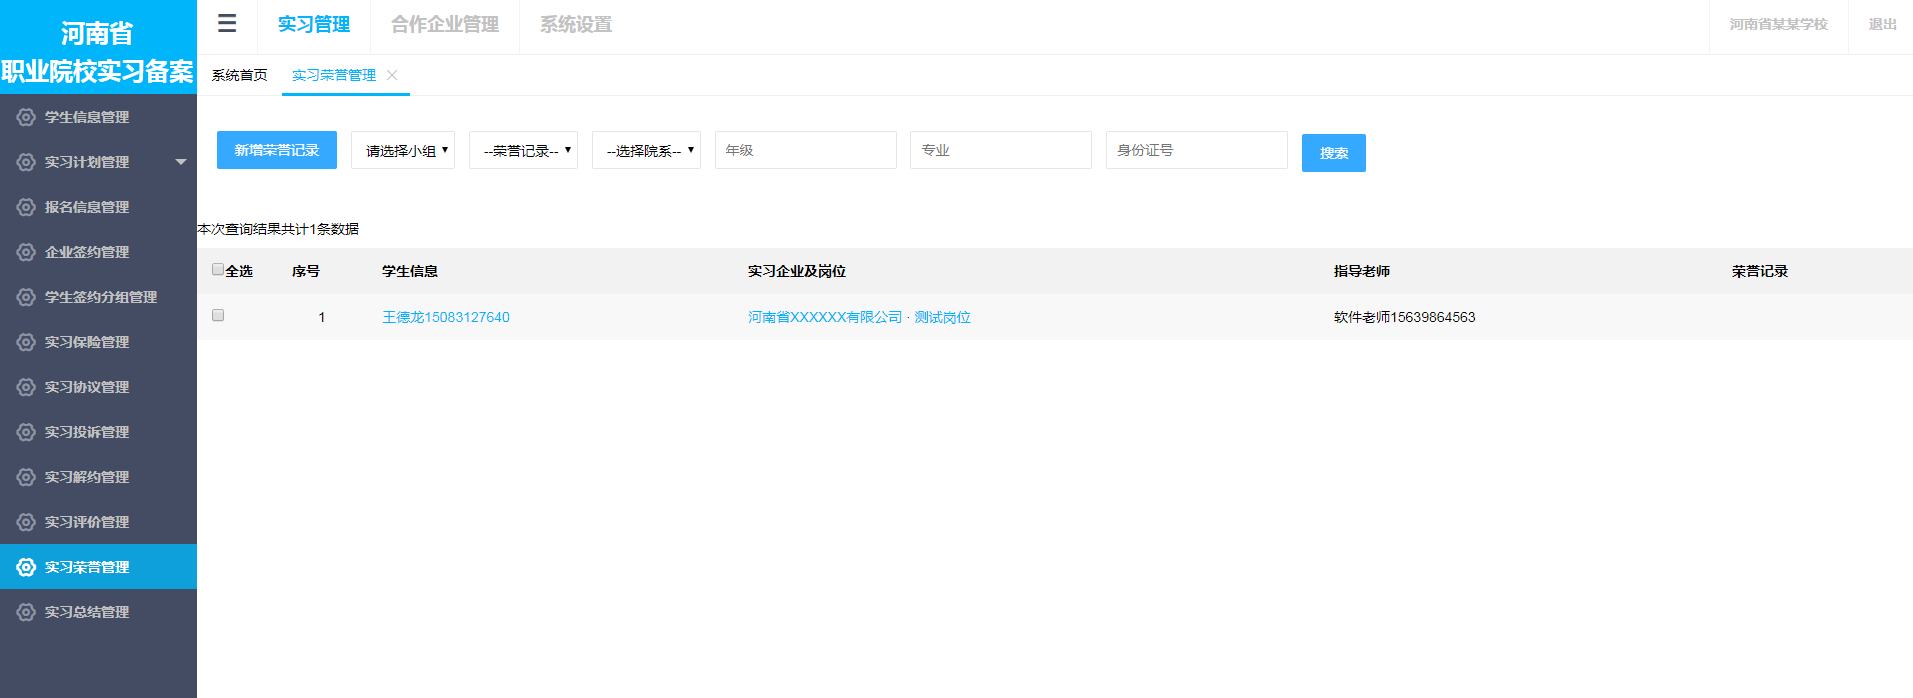 河南省
职业院校实习备案
☰ 实习管理 合作企业管理 系统设置 河南省某某学校 退出
系统首页 实习荣誉管理 ×
学生信息管理
实习计划管理
报名信息管理
企业签约管理
学生签约分组管理
实习保险管理
实习协议管理
实习投诉管理
实习解约管理
实习评价管理
实习荣誉管理
实习总结管理
新增荣誉记录 请选择小组 --荣誉记录-- --选择院系-- 年级 专业 身份证号 搜索
本次查询结果共计1条数据
全选 序号 学生信息 实习企业及岗位 指导老师 荣誉记录
1 王德龙15083127640 河南省XXXXXX有限公司 · 测试岗位 软件老师15639864563